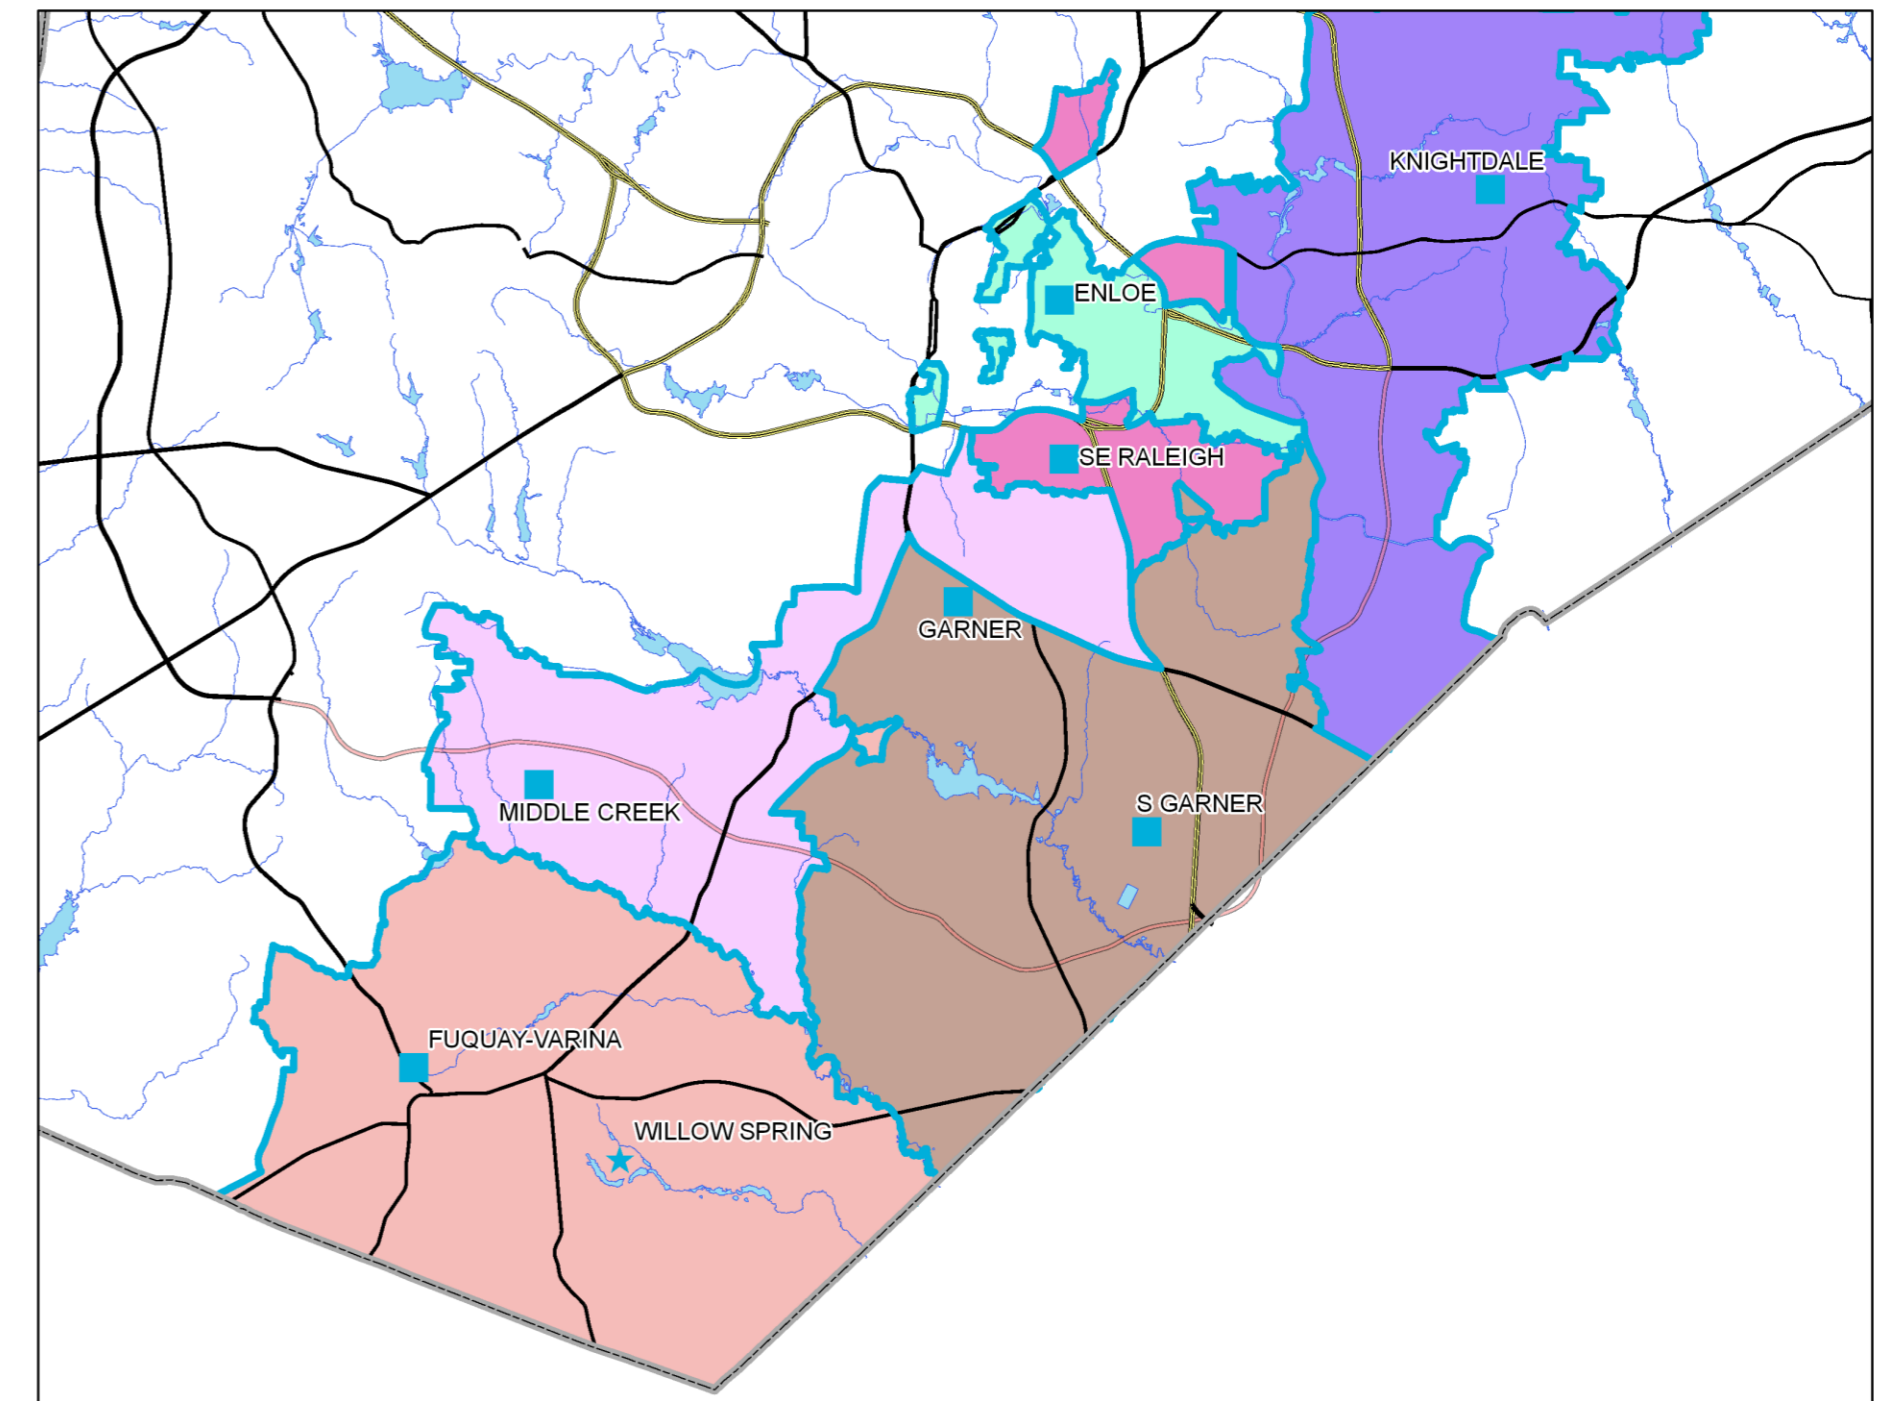 KNIGHTDALE
ENLOE
SE RALEIGH
GARNER
MIDDLE CREEK
S GARNER
FUQUAY-VARINA
WILLOW SPRING